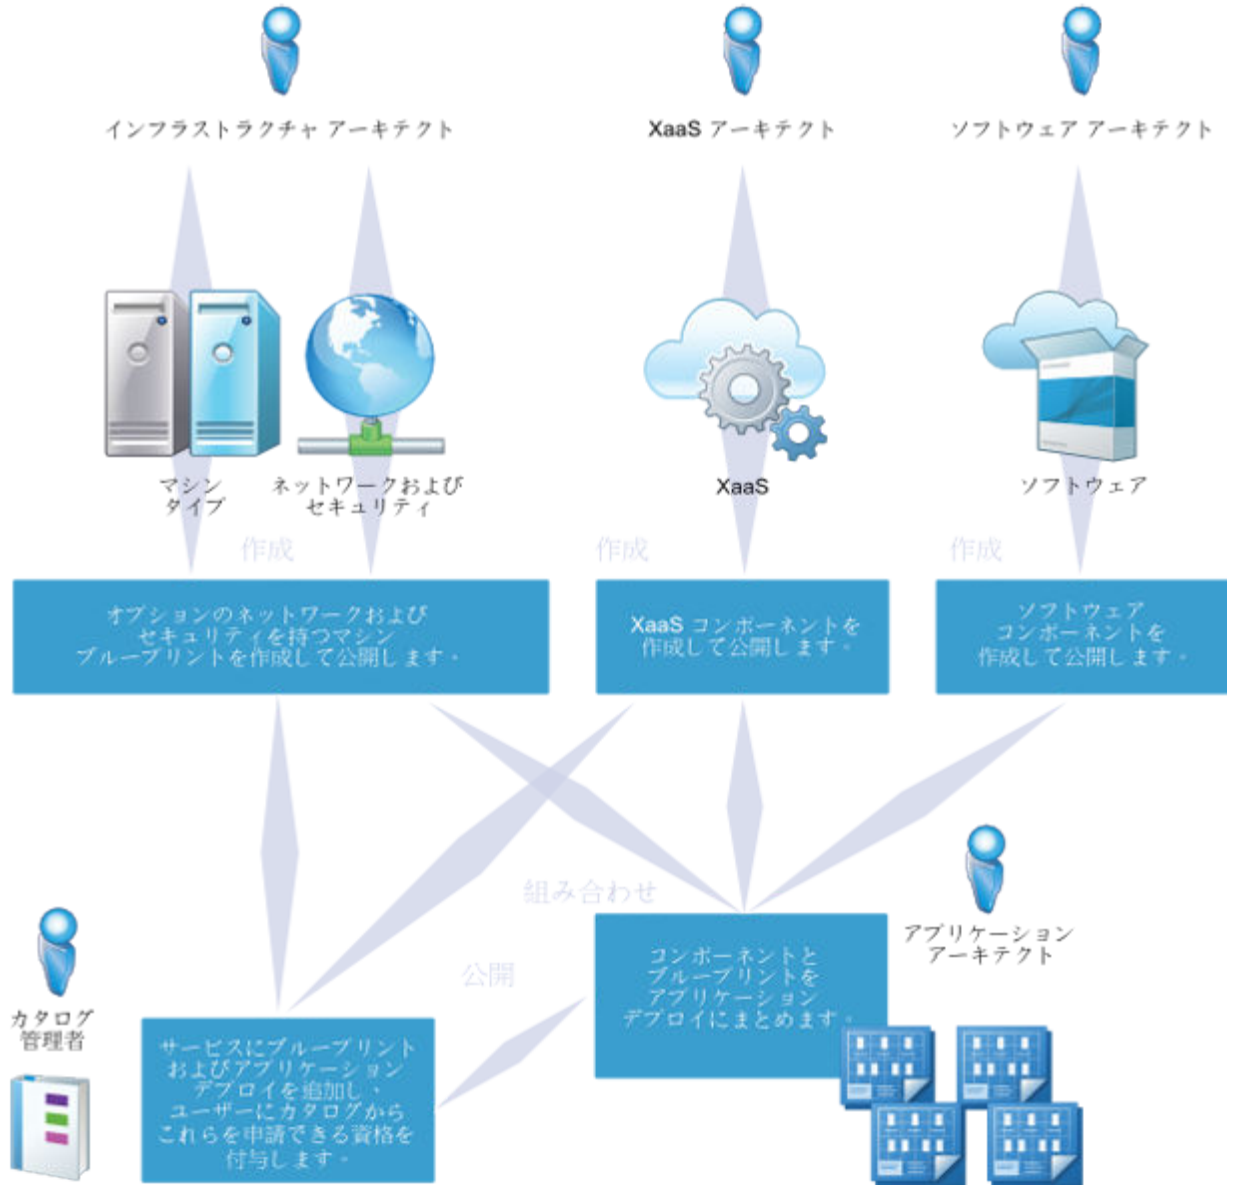 インフラストラクチャ アーキテクト
XaaS アーキテクト
ソフトウェア アーキテクト
マシン
タイプ
ネットワークおよび
セキュリティ
XaaS
ソフトウェア
作成
作成
作成
オプションのネットワークおよび
セキュリティを持つマシン
ブループリントを作成して公開します。
XaaS コンポーネントを
作成して公開します。
ソフトウェア
コンポーネントを
作成して公開します。
組み合わせ
アプリケーション
アーキテクト
コンポーネントと
ブループリントを
アプリケーション
デプロイにまとめます。
公開
カタログ
管理者
サービスにブループリント
およびアプリケーション
デプロイを追加し、
ユーザーにカタログから
これらを申請できる資格を
付与します。